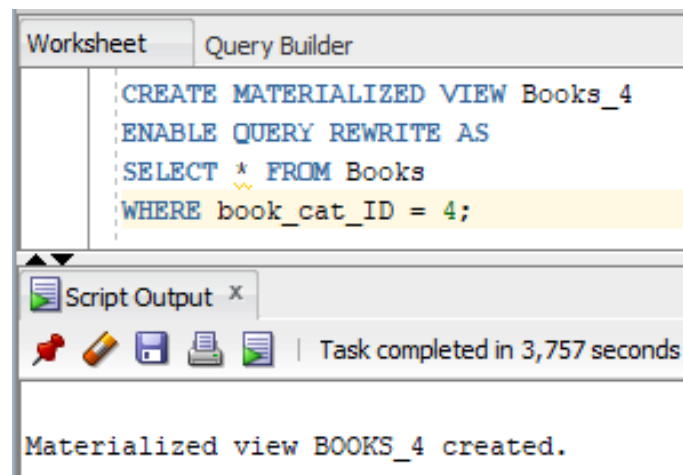 Worksheet Query Builder
CREATE MATERIALIZED VIEW Books_4
ENABLE QUERY REWRITE AS
SELECT * FROM Books
WHERE book_cat_ID = 4;
Script Output x
Task completed in 3,757 seconds
Materialized view BOOKS_4 created.